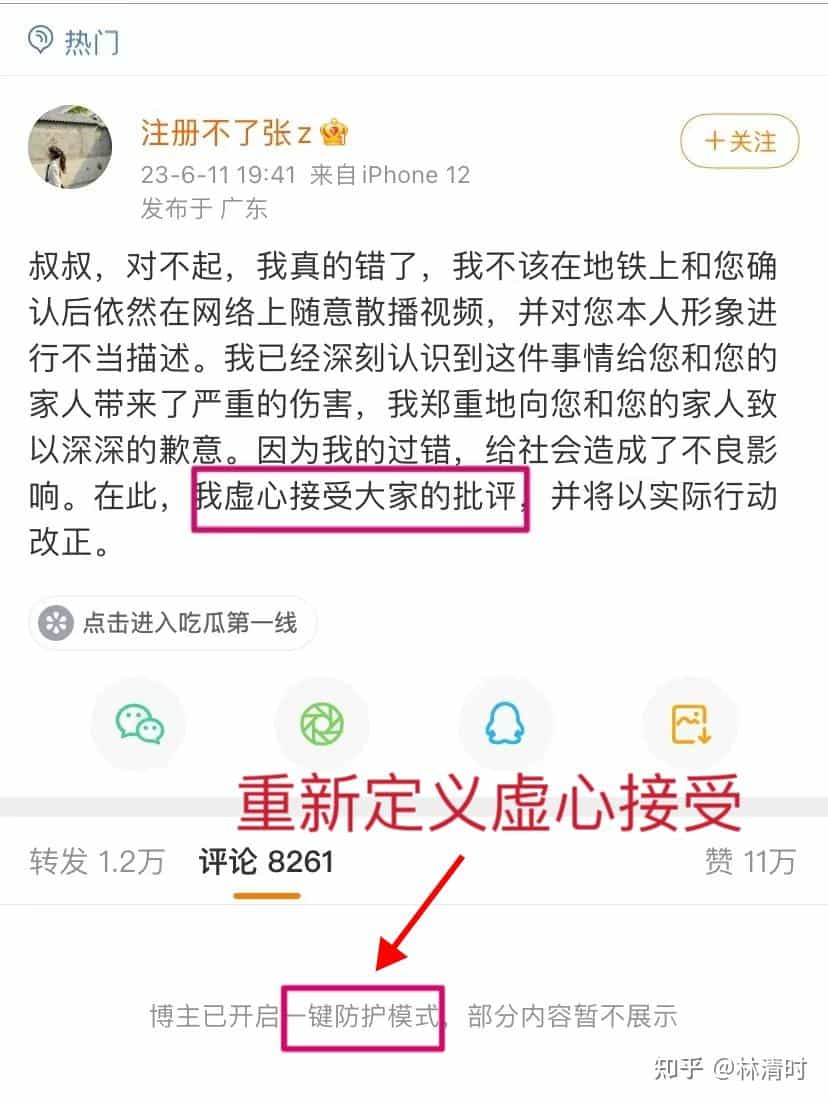 热门
注册不了张z
23-6-11 19:41 来自iPhone 12
发布于 广东
+关注
叔叔，对不起，我真的错了，我不该在地铁上和您确
认后依然在网络上随意散播视频，并对您本人形象进
行不当描述。我已经深刻认识到这件事情给您和您的
家人带来了严重的伤害，我郑重地向您和您的家人致
以深深的歉意。因为我的过错，给社会造成了不良影
响。在此，我虚心接受大家的批评，并将以实际行动
改正。
点击进入吃瓜第一线
重新定义虚心接受
转发 1.2万 评论 8261 赞 11万
博主已开启一键防护模式，部分内容暂不展示
知乎 @林清时